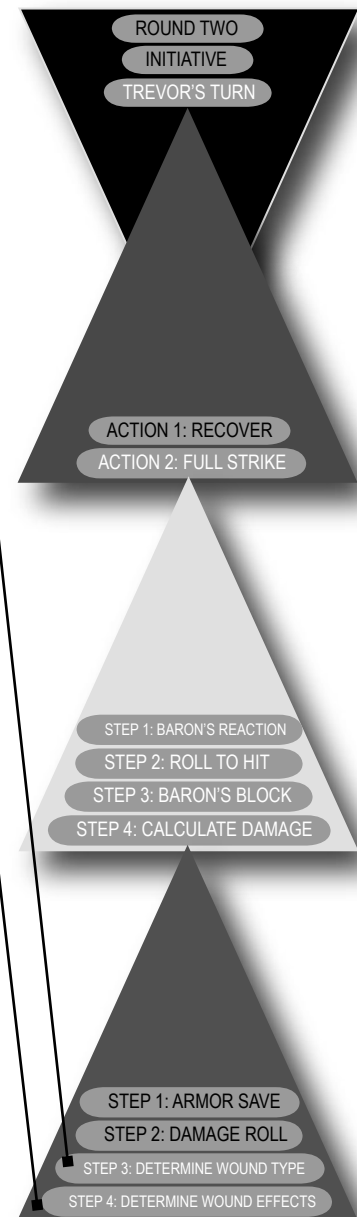 ROUND TWO
INITIATIVE
TREVOR'S TURN
ACTION 1: RECOVER
ACTION 2: FULL STRIKE
STEP 1: BARON'S REACTION
STEP 2: ROLL TO HIT
STEP 3: BARON'S BLOCK
STEP 4: CALCULATE DAMAGE
STEP 1: ARMOR SAVE
STEP 2: DAMAGE ROLL
STEP 3: DETERMINE WOUND TYPE
STEP 4: DETERMINE WOUND EFFECTS